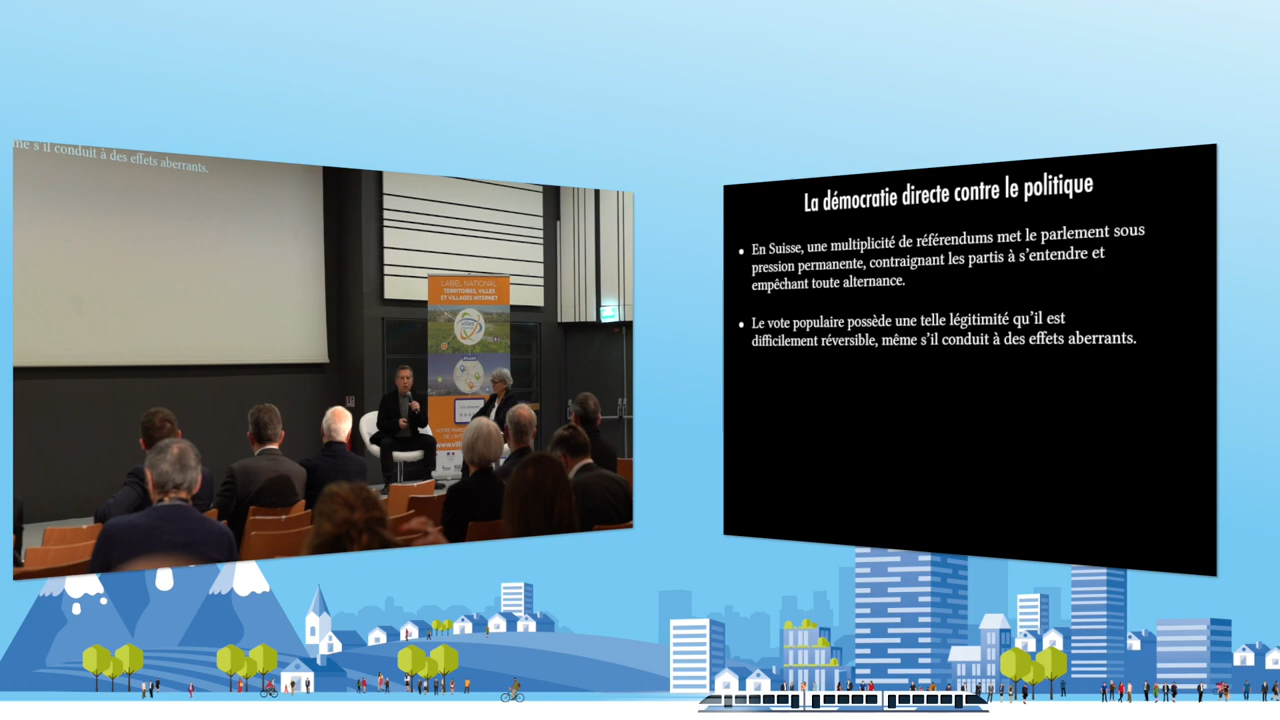 me s'il conduit à des effets aberrants.
LABEL NATIONAL
TERRITOIRES, VILLES
ET VILLAGES INTERNET
La démocratie directe contre le politique
• En Suisse, une multiplicité de référendums met le parlement sous
pression permanente, contraignant les partis à s'entendre et
empêchant toute alternance.
• Le vote populaire possède une telle légitimité qu'il est
difficilement réversible, même s'il conduit à des effets aberrants.